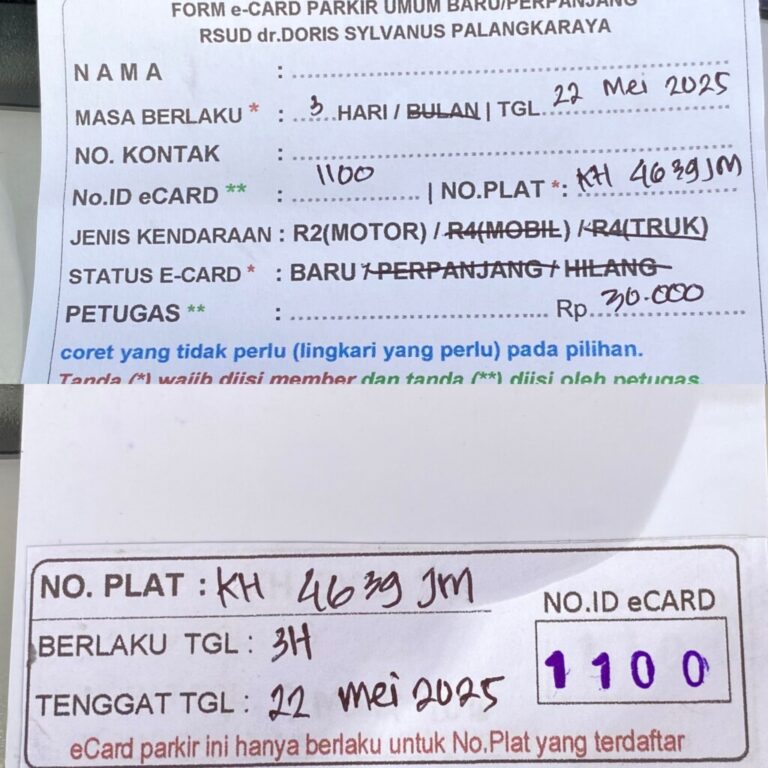 FORM e-CARD PARKIR UMUM BARU/PERPANJANG
RSUD dr.DORIS SYLVANUS PALANGKARAYA
NAMA :
MASA BERLAKU * : 3 HARI / BULAN | TGL 22 Mei 2025
NO. KONTAK :
No.ID eCARD ** : 1100 | NO.PLAT *: KH 4639 JM
JENIS KENDARAAN : R2(MOTOR) / R4(MOBIL) / R4(TRUK)
STATUS E-CARD * : BARU / PERPANJANG / HILANG
PETUGAS ** : Rp. 30.000
coret yang tidak perlu (lingkari yang perlu) pada pilihan.
Tanda (*) wajib diisi member dan tanda (**) diisi oleh petugas.
NO. PLAT : KH 4639 JM
NO.ID eCARD
BERLAKU TGL : 3H
1100
TENGGAT TGL : 22 mei 2025
eCard parkir ini hanya berlaku untuk No.Plat yang terdaftar